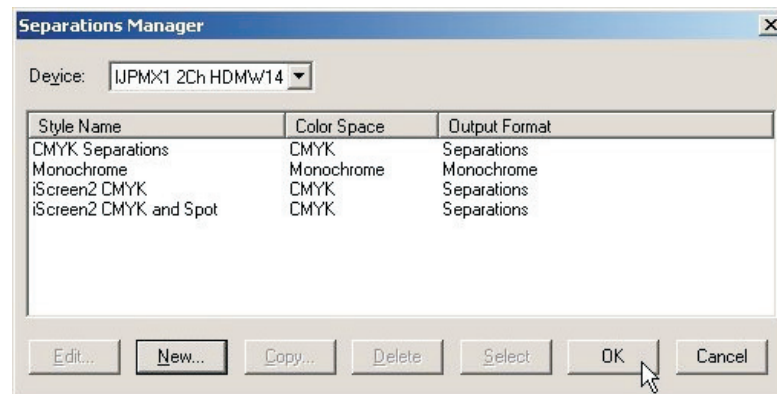 Separations Manager
Device: IJPMX1 2Ch HDMW14
Style Name Color Space Output Format
CMYK Separations CMYK Separations
Monochrome Monochrome Monochrome
iScreen2 CMYK CMYK Separations
iScreen2 CMYK and Spot CMYK Separations
Edit... New... Copy... Delete Select OK Cancel